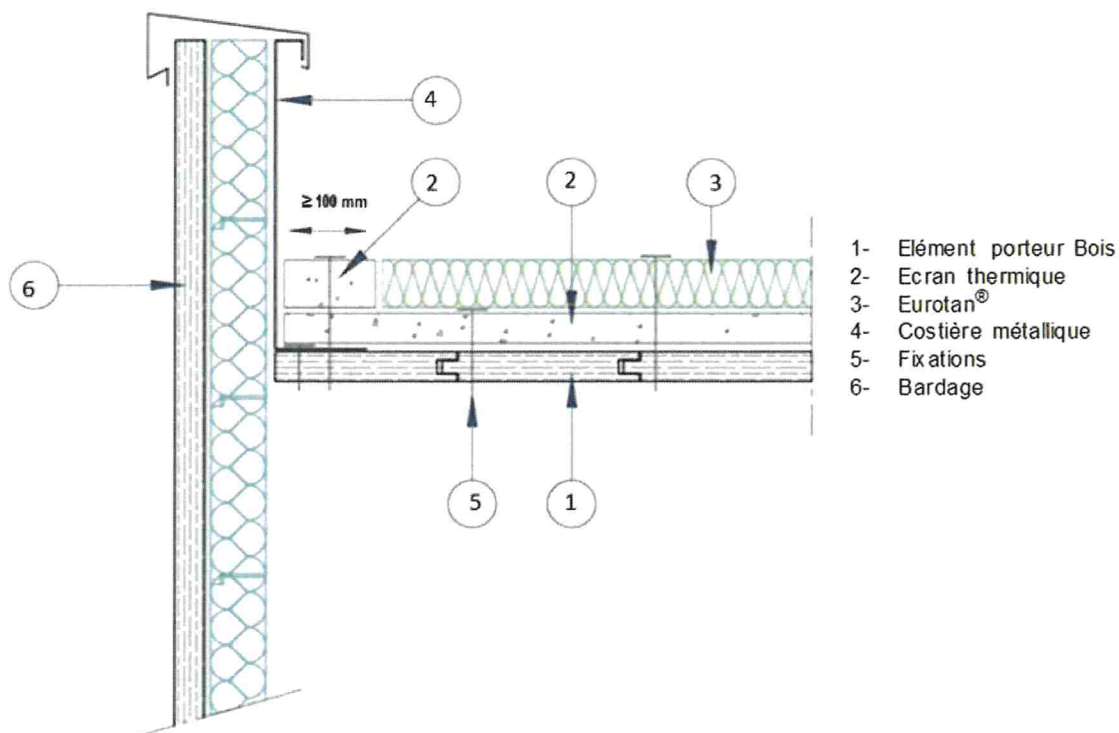 4
≥ 100 mm
2
2
3
6
5
1
1- Elément porteur Bois
2- Ecran thermique
3- Eurotan®
4- Costière métallique
5- Fixations
6- Bardage